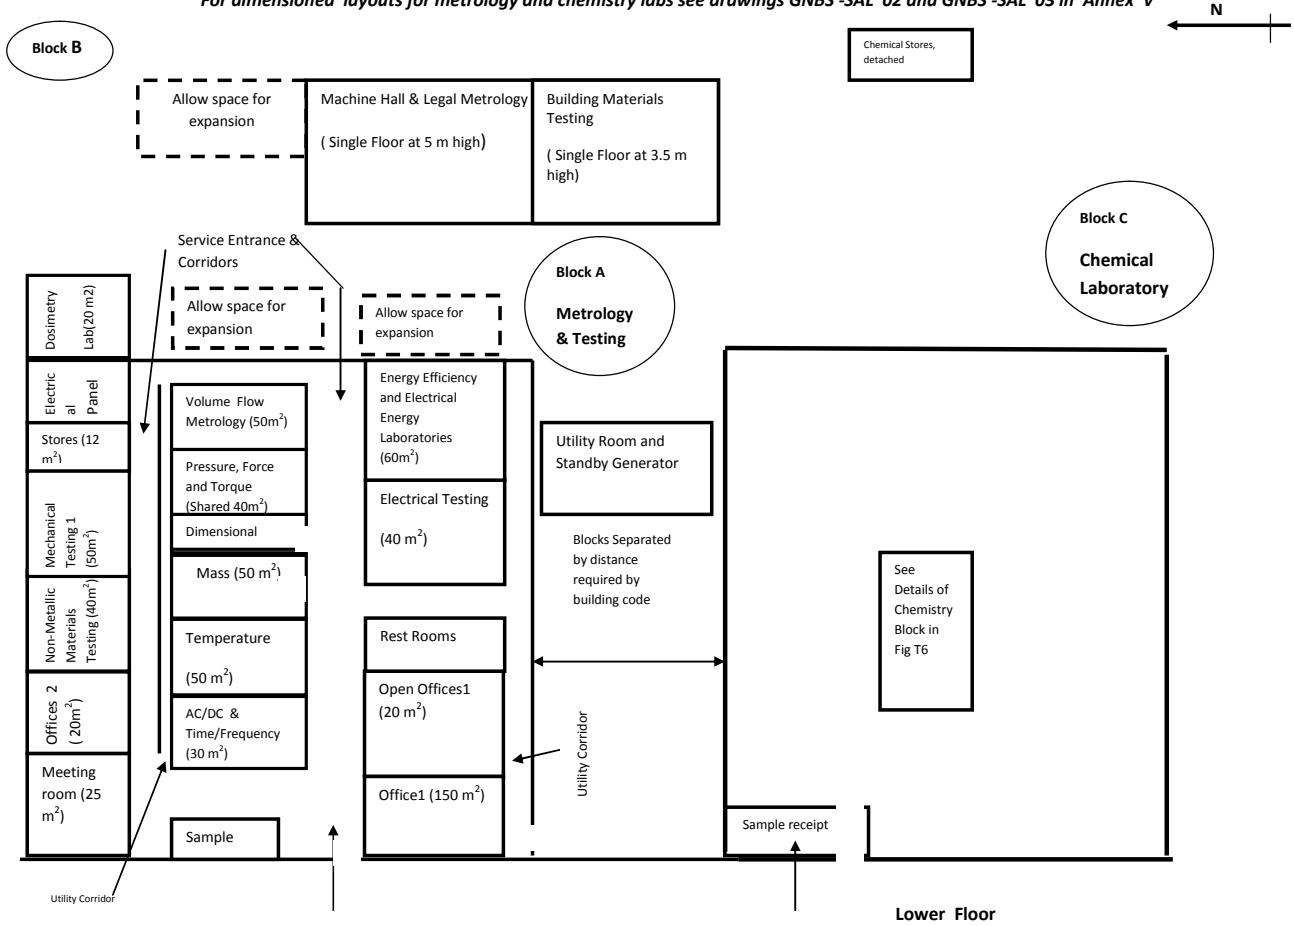 For dimensioned layouts for metrology and chemistry labs see drawings GNBS -SAL 02 and GNBS -SAL 03 in Annex V
N
Block B
Chemical Stores,
detached
Allow space for
expansion
Machine Hall & Legal Metrology
( Single Floor at 5 m high)
Building Materials
Testing
( Single Floor at 3.5 m
high)
Block C
Chemical
Laboratory
Service Entrance &
Corridors
Block A
Metrology
& Testing
Dosimetry
Lab(20 m2)
Allow space for
expansion
Allow space for
expansion
Electric
al
Panel
Stores (12
m2)
Mechanical
Testing 1
(50m2)
Non-Metallic
Materials
Testing (40m2)
Offices 2
( 20m2)
Meeting
room (25
m2)
Volume Flow
Metrology (50m2)
Pressure, Force
and Torque
(Shared 40m2)
Dimensional
Mass (50 m2)
Temperature
(50 m2)
AC/DC &
Time/Frequency
(30 m2)
Sample
Energy Efficiency
and Electrical
Energy
Laboratories
(60m2)
Electrical Testing
(40 m2)
Rest Rooms
Open Offices1
(20 m2)
Office1 (150 m2)
Utility Room and
Standby Generator
Blocks Separated
by distance
required by
building code
Utility Corridor
See
Details of
Chemistry
Block in
Fig T6
Sample receipt
Utility Corridor
Lower Floor